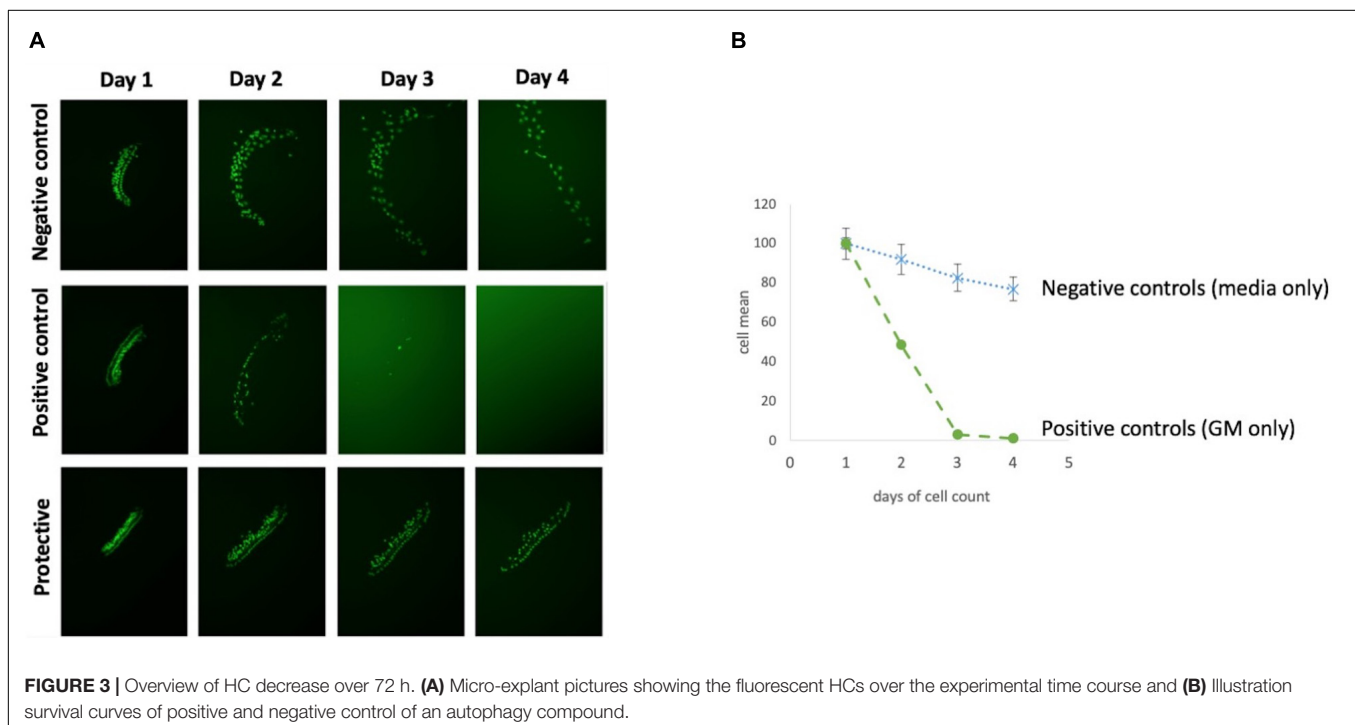 A
Day 1 Day 2 Day 3 Day 4
Negative control
Positive control
Protective
B
120
100
80
60
40
20
0
cell mean
0 1 2 3 4 5
days of cell count
Negative controls (media only)
Positive controls (GM only)
FIGURE 3 | Overview of HC decrease over 72 h. (A) Micro-explant pictures showing the fluorescent HCs over the experimental time course and (B) Illustration
survival curves of positive and negative control of an autophagy compound.